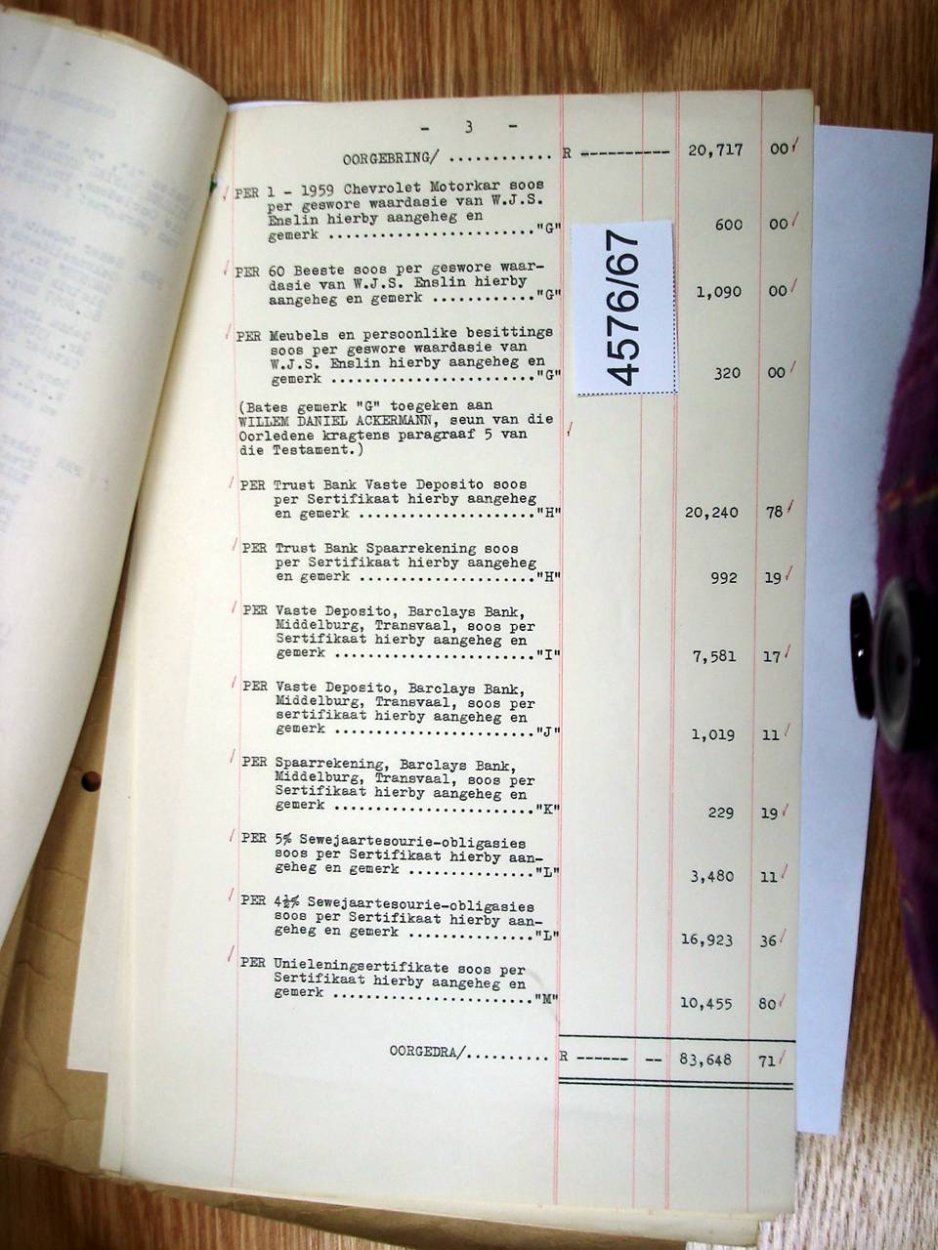 - 3 -
OORGEBRING/ ............ R ---------- 20,717 00
PER 1 - 1959 Chevrolet Motorkar soos
per geswore waardasie van W.J.S.
Enslin hierby aangeheg en
gemerk ........................."G" 600 00
PER 60 Beeste soos per geswore waar-
dasie van W.J.S. Enslin hierby
aangeheg en gemerk ............"G" 1,090 00
PER Meubels en persoonlike besittings
soos per geswore waardasie van
W.J.S. Enslin hierby aangeheg en
gemerk ........................."G" 320 00
4576/67
(Bates gemerk "G" toegeken aan
WILLEM DANIEL ACKERMANN, seun van die
Oorledene kragtens paragraaf 5 van
die Testament.)
PER Trust Bank Vaste Deposito soos
per Sertifikaat hierby aangeheg
en gemerk ......................"H" 20,240 78
PER Trust Bank Spaarrekening soos
per Sertifikaat hierby aangeheg
en gemerk ......................"H" 992 19
PER Vaste Deposito, Barclays Bank,
Middelburg, Transvaal, soos per
Sertifikaat hierby aangeheg en
gemerk ........................."I" 7,581 17
PER Vaste Deposito, Barclays Bank,
Middelburg, Transvaal, soos per
sertifikaat hierby aangeheg en
gemerk ........................."J" 1,019 11
PER Spaarrekening, Barclays Bank,
Middelburg, Transvaal, soos per
Sertifikaat hierby aangeheg en
gemerk ........................."K" 229 19
PER 5% Sewejaartesourie-obligasies
soos per Sertifikaat hierby aan-
geheg en gemerk ................"L" 3,480 11
PER 4½% Sewejaartesourie-obligasies
soos per Sertifikaat hierby aan-
geheg en gemerk ................"L" 16,923 36
PER Unieleningsertifikate soos per
Sertifikaat hierby aangeheg en
gemerk ........................."M" 10,455 80
OORGEDRA/.......... R ------ -- 83,648 71